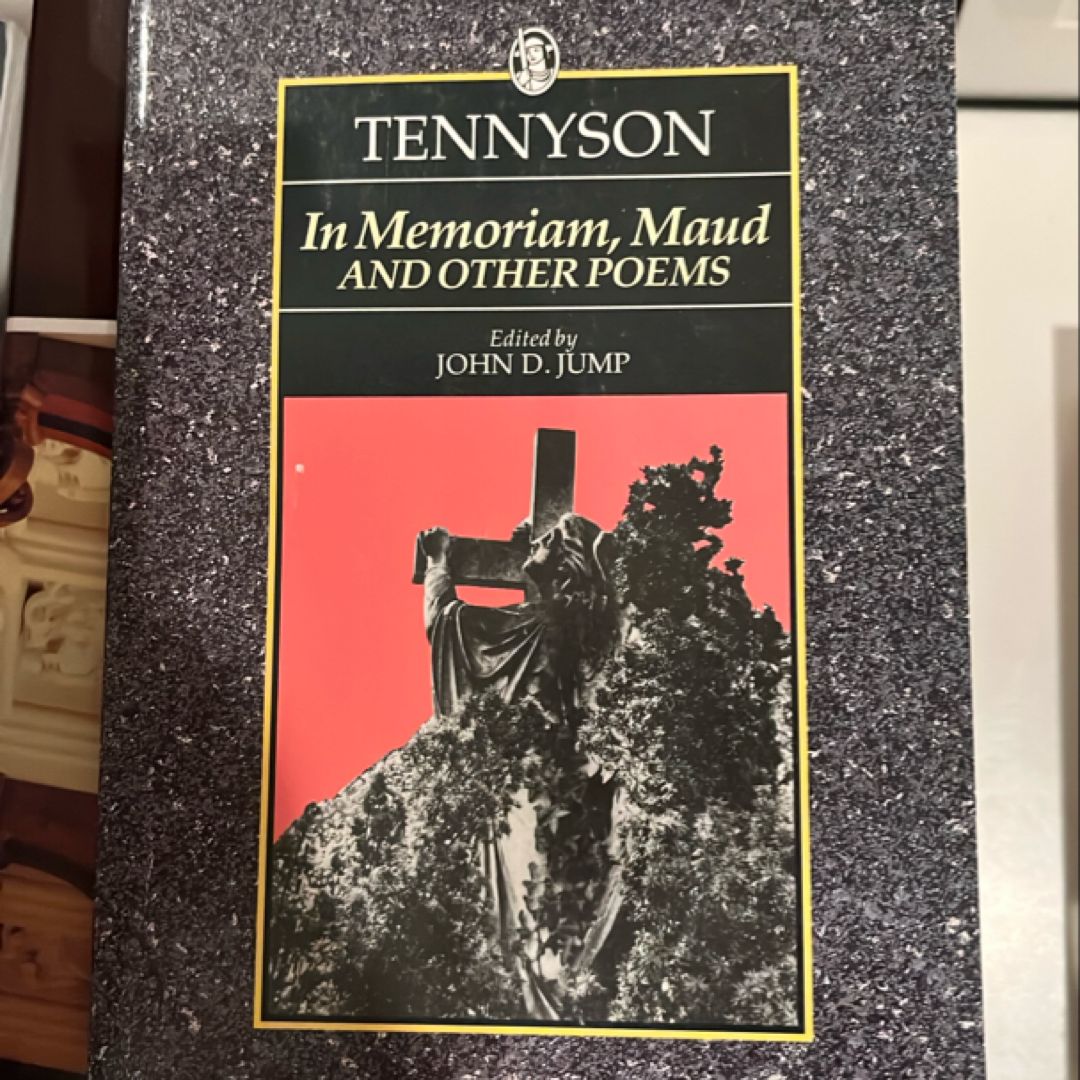 TENNYSON
In Memoriam, Maud
AND OTHER POEMS
Edited by
JOHN D. JUMP